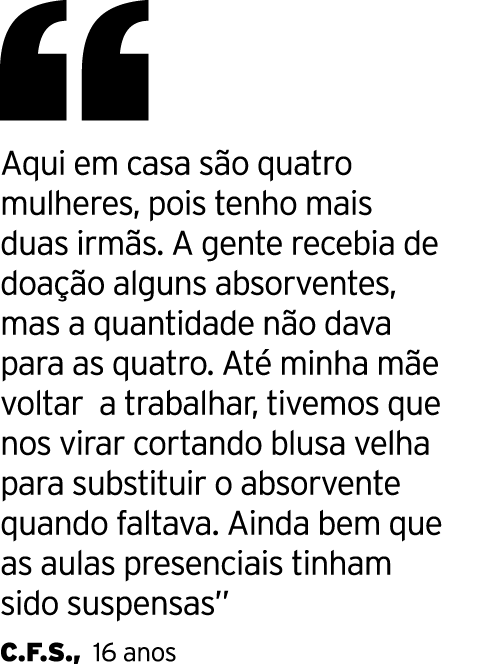 “
Aqui em casa são quatro
mulheres, pois tenho mais
duas irmãs. A gente recebia de
doação alguns absorventes,
mas a quantidade não dava
para as quatro. Até minha mãe
voltar  a trabalhar, tivemos que
nos virar cortando blusa velha
para substituir o absorvente
quando faltava. Ainda bem que
as aulas presenciais tinham
sido suspensas”
C.F.S., 16 anos